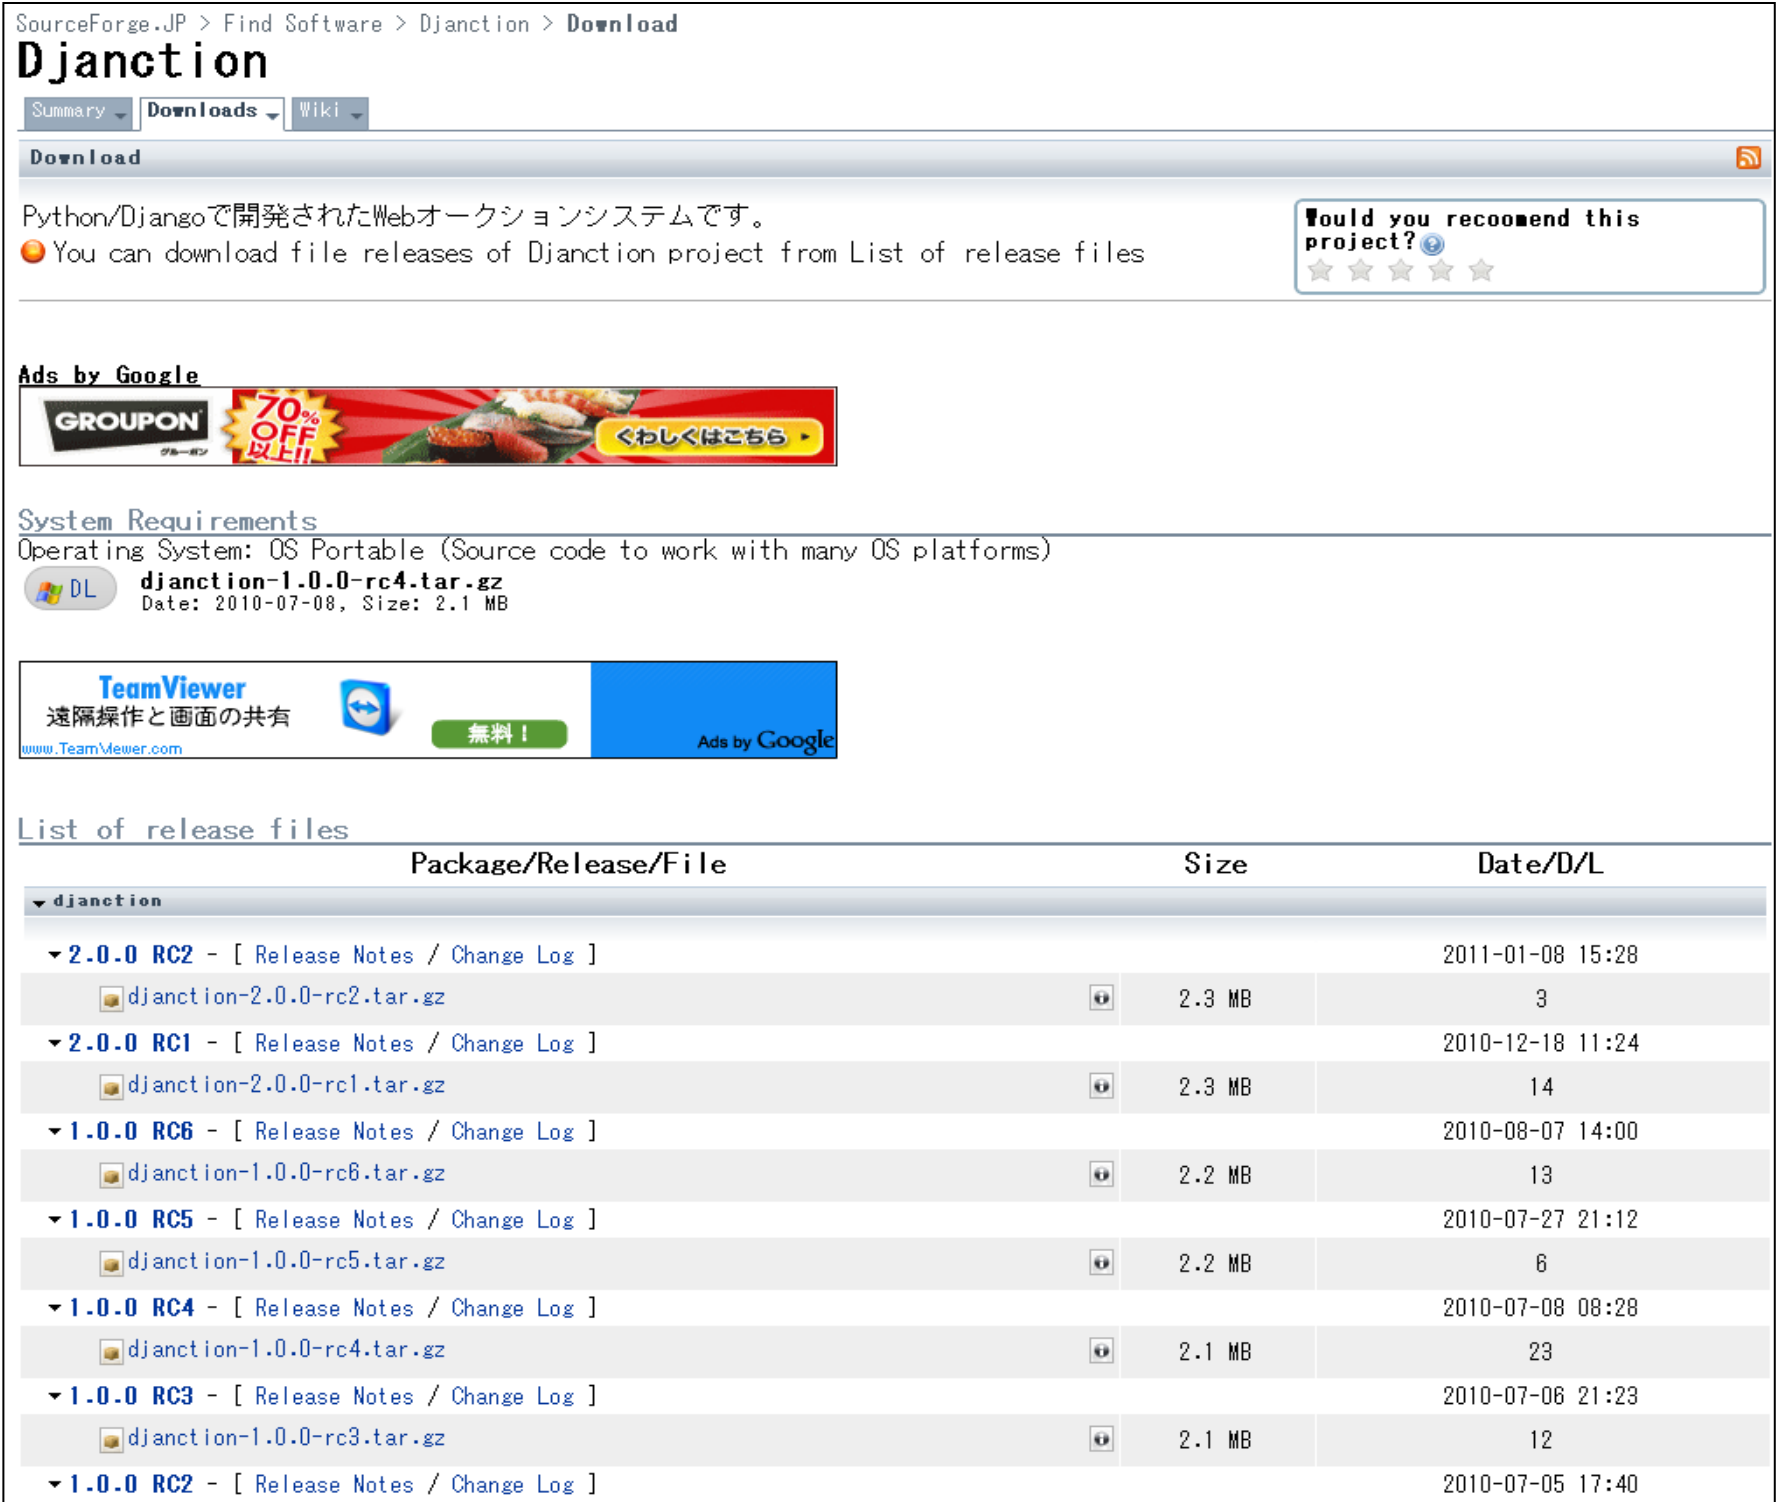 SourceForge.JP > Find Software > Djanction > Download
Djanction
Summary Downloads Wiki
Download
Python/Djangoで開発されたWebオークションシステムです。
You can download file releases of Djanction project from List of release files
Would you recoomend this
project?
Ads by Google
GROUPON
グルーポン
70%
OFF
以上!!
くわしくはこちら
System Requirements
Operating System: OS Portable (Source code to work with many OS platforms)
DL djanction-1.0.0-rc4.tar.gz
Date: 2010-07-08, Size: 2.1 MB
TeamViewer
遠隔操作と画面の共有
無料！
www.TeamViewer.com
Ads by Google
List of release files
Package/Release/File Size Date/D/L
djanction
2.0.0 RC2 - [ Release Notes / Change Log ] 2011-01-08 15:28
djanction-2.0.0-rc2.tar.gz 2.3 MB 3
2.0.0 RC1 - [ Release Notes / Change Log ] 2010-12-18 11:24
djanction-2.0.0-rc1.tar.gz 2.3 MB 14
1.0.0 RC6 - [ Release Notes / Change Log ] 2010-08-07 14:00
djanction-1.0.0-rc6.tar.gz 2.2 MB 13
1.0.0 RC5 - [ Release Notes / Change Log ] 2010-07-27 21:12
djanction-1.0.0-rc5.tar.gz 2.2 MB 6
1.0.0 RC4 - [ Release Notes / Change Log ] 2010-07-08 08:28
djanction-1.0.0-rc4.tar.gz 2.1 MB 23
1.0.0 RC3 - [ Release Notes / Change Log ] 2010-07-06 21:23
djanction-1.0.0-rc3.tar.gz 2.1 MB 12
1.0.0 RC2 - [ Release Notes / Change Log ] 2010-07-05 17:40